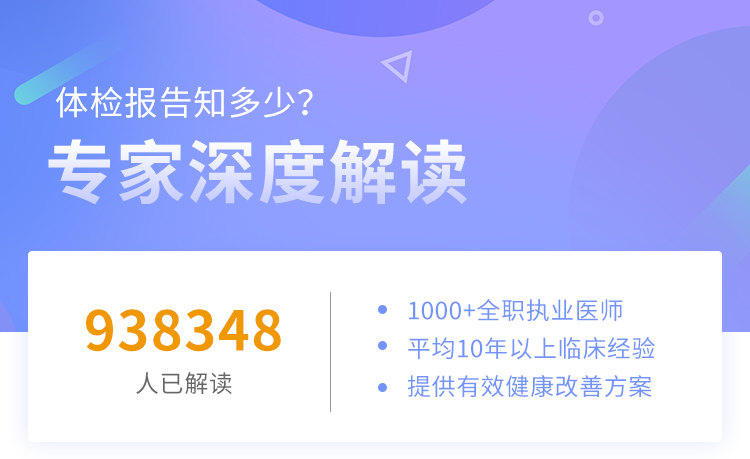 体检报告知多少?
专家深度解读
938348
人已解读
1000+全职执业医师
平均10年以上临床经验
提供有效健康改善方案